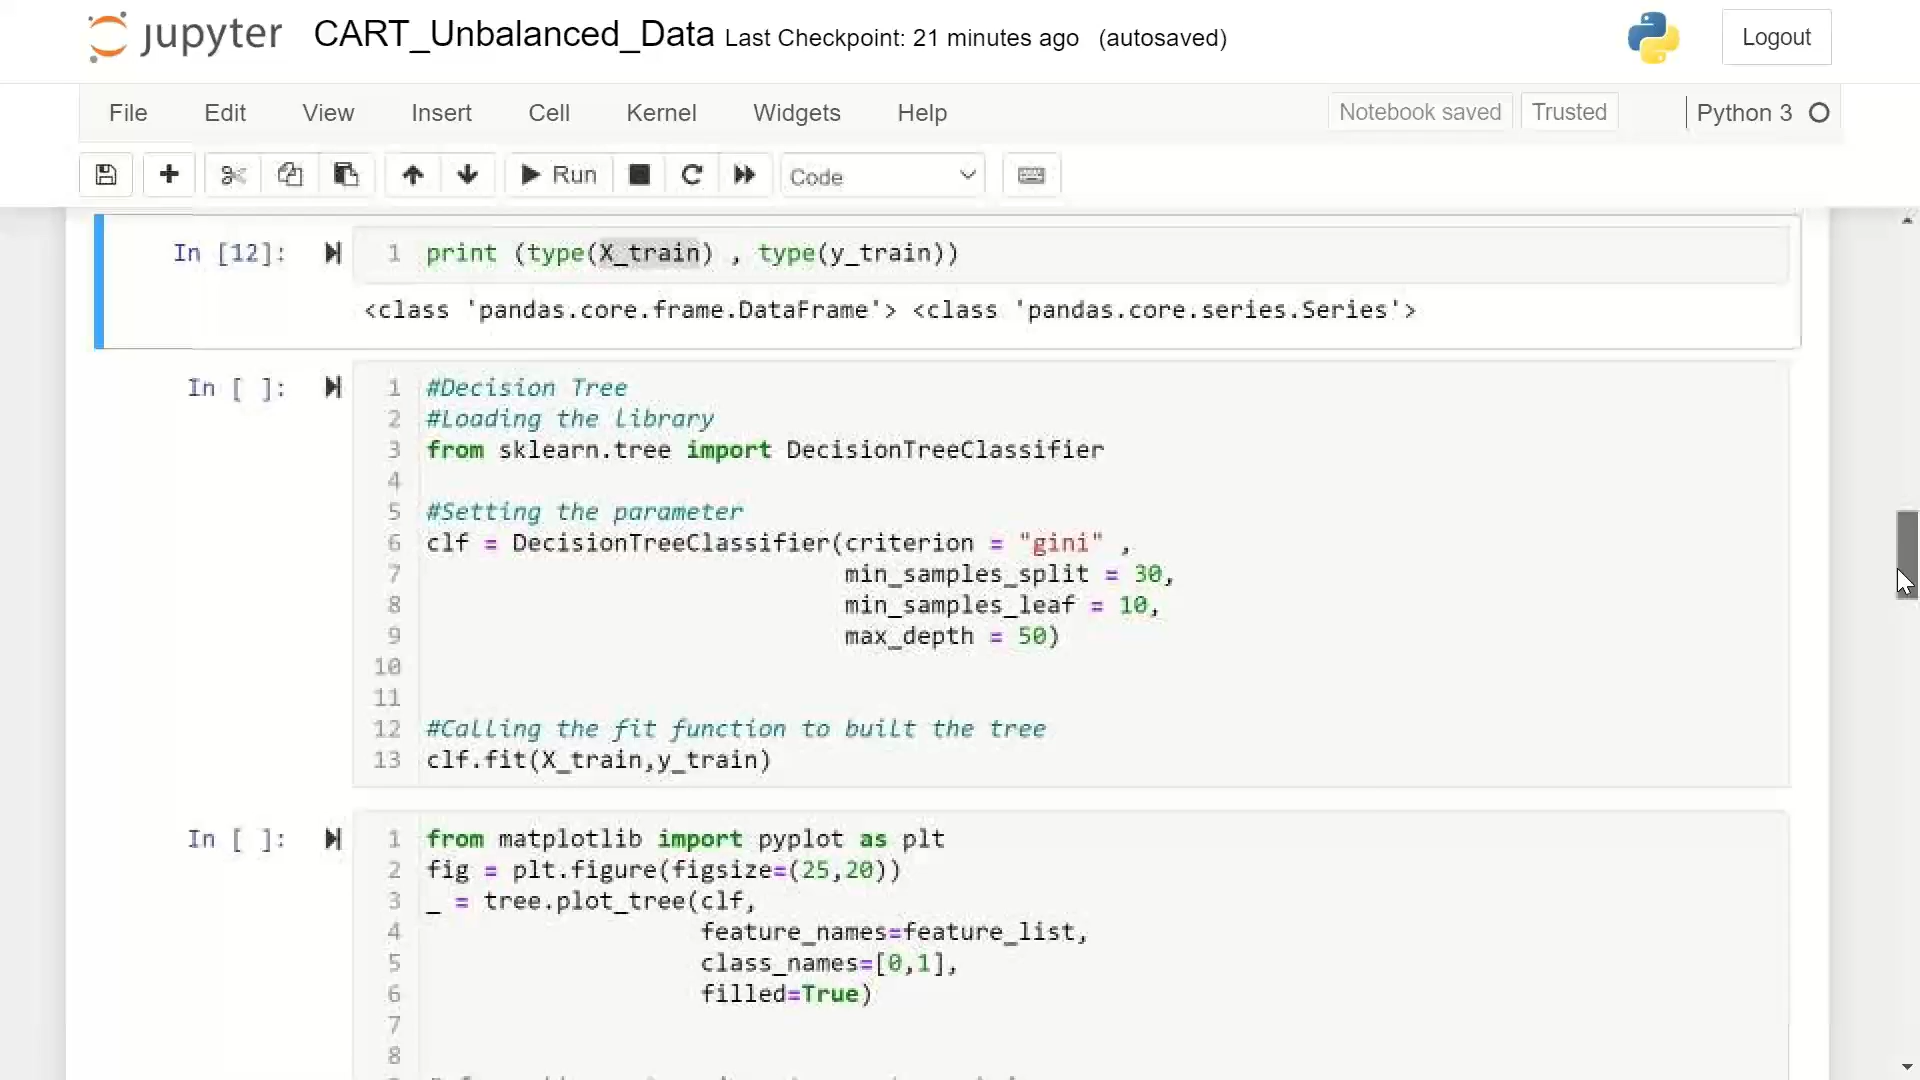 jupyter CART_Unbalanced_Data Last Checkpoint: 21 minutes ago (autosaved) Logout
File Edit View Insert Cell Kernel Widgets Help Notebook saved Trusted Python 3
Run Code
In [12]: 1 print (type(X_train) , type(y_train))
<class 'pandas.core.frame.DataFrame'> <class 'pandas.core.series.Series'>
In [ ]: 1 #Decision Tree
2 #Loading the library
3 from sklearn.tree import DecisionTreeClassifier
4
5 #Setting the parameter
6 clf = DecisionTreeClassifier(criterion = "gini" ,
7 min_samples_split = 30,
8 min_samples_leaf = 10,
9 max_depth = 50)
10
11
12 #Calling the fit function to built the tree
13 clf.fit(X_train,y_train)
In [ ]: 1 from matplotlib import pyplot as plt
2 fig = plt.figure(figsize=(25,20))
3 _ = tree.plot_tree(clf,
4 feature_names=feature_list,
5 class_names=[0,1],
6 filled=True)
7
8